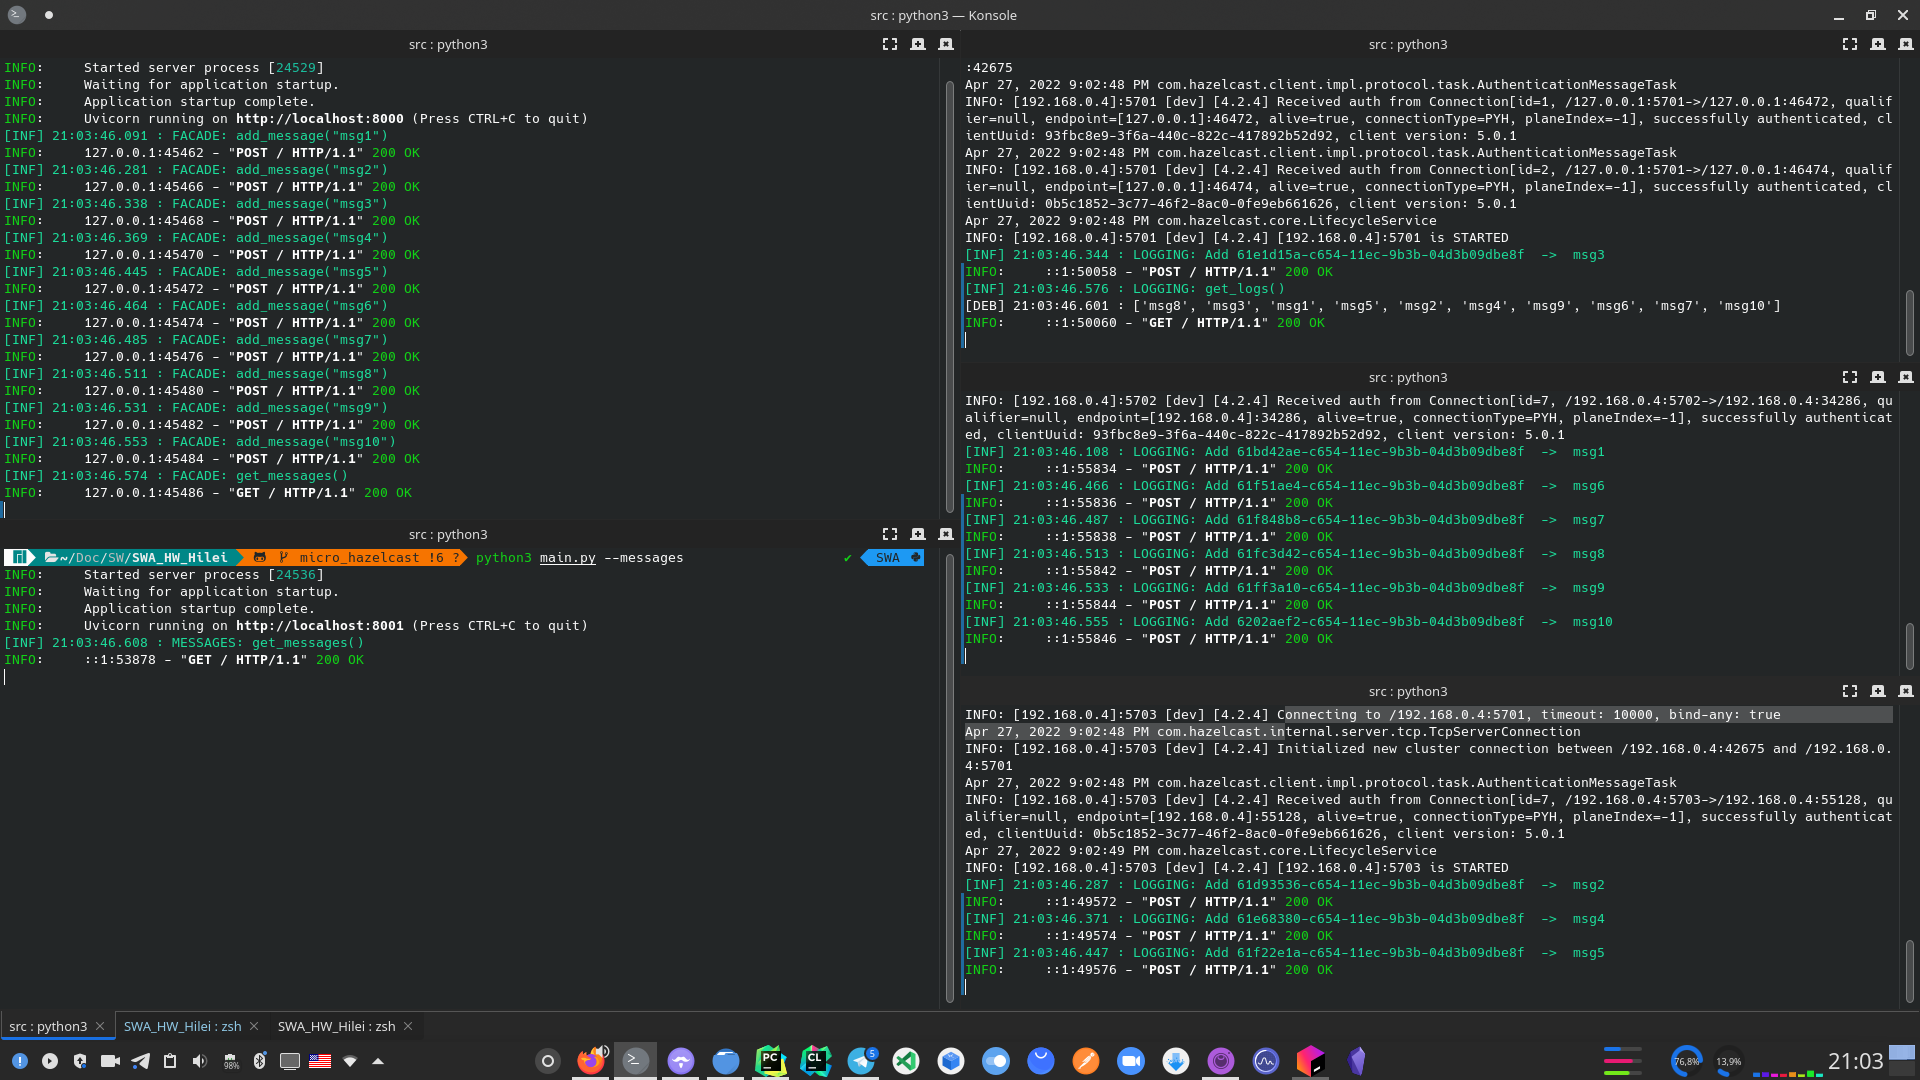 src : python3 — Konsole
src : python3
INFO:     Started server process [24529]
INFO:     Waiting for application startup.
INFO:     Application startup complete.
INFO:     Uvicorn running on http://localhost:8000 (Press CTRL+C to quit)
[INF] 21:03:46.091 : FACADE: add_message("msg1")
INFO:     127.0.0.1:45462 - "POST / HTTP/1.1" 200 OK
[INF] 21:03:46.281 : FACADE: add_message("msg2")
INFO:     127.0.0.1:45466 - "POST / HTTP/1.1" 200 OK
[INF] 21:03:46.338 : FACADE: add_message("msg3")
INFO:     127.0.0.1:45468 - "POST / HTTP/1.1" 200 OK
[INF] 21:03:46.369 : FACADE: add_message("msg4")
INFO:     127.0.0.1:45470 - "POST / HTTP/1.1" 200 OK
[INF] 21:03:46.445 : FACADE: add_message("msg5")
INFO:     127.0.0.1:45472 - "POST / HTTP/1.1" 200 OK
[INF] 21:03:46.464 : FACADE: add_message("msg6")
INFO:     127.0.0.1:45474 - "POST / HTTP/1.1" 200 OK
[INF] 21:03:46.485 : FACADE: add_message("msg7")
INFO:     127.0.0.1:45476 - "POST / HTTP/1.1" 200 OK
[INF] 21:03:46.511 : FACADE: add_message("msg8")
INFO:     127.0.0.1:45480 - "POST / HTTP/1.1" 200 OK
[INF] 21:03:46.531 : FACADE: add_message("msg9")
INFO:     127.0.0.1:45482 - "POST / HTTP/1.1" 200 OK
[INF] 21:03:46.553 : FACADE: add_message("msg10")
INFO:     127.0.0.1:45484 - "POST / HTTP/1.1" 200 OK
[INF] 21:03:46.574 : FACADE: get_messages()
INFO:     127.0.0.1:45486 - "GET / HTTP/1.1" 200 OK
src : python3
~/Doc/SW/SWA_HW_Hilei micro_hazelcast !6 ? python3 main.py --messages ✔ SWA
INFO:     Started server process [24536]
INFO:     Waiting for application startup.
INFO:     Application startup complete.
INFO:     Uvicorn running on http://localhost:8001 (Press CTRL+C to quit)
[INF] 21:03:46.608 : MESSAGES: get_messages()
INFO:     ::1:53878 - "GET / HTTP/1.1" 200 OK
src : python3
:42675
Apr 27, 2022 9:02:48 PM com.hazelcast.client.impl.protocol.task.AuthenticationMessageTask
INFO: [192.168.0.4]:5701 [dev] [4.2.4] Received auth from Connection[id=1, /127.0.0.1:5701->/127.0.0.1:46472, qualif
ier=null, endpoint=[127.0.0.1]:46472, alive=true, connectionType=PYH, planeIndex=-1], successfully authenticated, cl
ientUuid: 93fbc8e9-3f6a-440c-822c-417892b52d92, client version: 5.0.1
Apr 27, 2022 9:02:48 PM com.hazelcast.client.impl.protocol.task.AuthenticationMessageTask
INFO: [192.168.0.4]:5701 [dev] [4.2.4] Received auth from Connection[id=2, /127.0.0.1:5701->/127.0.0.1:46474, qualif
ier=null, endpoint=[127.0.0.1]:46474, alive=true, connectionType=PYH, planeIndex=-1], successfully authenticated, cl
ientUuid: 0b5c1852-3c77-46f2-8ac0-0fe9eb661626, client version: 5.0.1
Apr 27, 2022 9:02:48 PM com.hazelcast.core.LifecycleService
INFO: [192.168.0.4]:5701 [dev] [4.2.4] [192.168.0.4]:5701 is STARTED
[INF] 21:03:46.344 : LOGGING: Add 61e1d15a-c654-11ec-9b3b-04d3b09dbe8f  ->  msg3
INFO:     ::1:50058 - "POST / HTTP/1.1" 200 OK
[INF] 21:03:46.576 : LOGGING: get_logs()
[DEB] 21:03:46.601 : ['msg8', 'msg3', 'msg1', 'msg5', 'msg2', 'msg4', 'msg9', 'msg6', 'msg7', 'msg10']
INFO:     ::1:50060 - "GET / HTTP/1.1" 200 OK
src : python3
INFO: [192.168.0.4]:5702 [dev] [4.2.4] Received auth from Connection[id=7, /192.168.0.4:5702->/192.168.0.4:34286, qu
alifier=null, endpoint=[192.168.0.4]:34286, alive=true, connectionType=PYH, planeIndex=-1], successfully authenticat
ed, clientUuid: 93fbc8e9-3f6a-440c-822c-417892b52d92, client version: 5.0.1
[INF] 21:03:46.108 : LOGGING: Add 61bd42ae-c654-11ec-9b3b-04d3b09dbe8f  ->  msg1
INFO:     ::1:55834 - "POST / HTTP/1.1" 200 OK
[INF] 21:03:46.466 : LOGGING: Add 61f51ae4-c654-11ec-9b3b-04d3b09dbe8f  ->  msg6
INFO:     ::1:55836 - "POST / HTTP/1.1" 200 OK
[INF] 21:03:46.487 : LOGGING: Add 61f848b8-c654-11ec-9b3b-04d3b09dbe8f  ->  msg7
INFO:     ::1:55838 - "POST / HTTP/1.1" 200 OK
[INF] 21:03:46.513 : LOGGING: Add 61fc3d42-c654-11ec-9b3b-04d3b09dbe8f  ->  msg8
INFO:     ::1:55842 - "POST / HTTP/1.1" 200 OK
[INF] 21:03:46.533 : LOGGING: Add 61ff3a10-c654-11ec-9b3b-04d3b09dbe8f  ->  msg9
INFO:     ::1:55844 - "POST / HTTP/1.1" 200 OK
[INF] 21:03:46.555 : LOGGING: Add 6202aef2-c654-11ec-9b3b-04d3b09dbe8f  ->  msg10
INFO:     ::1:55846 - "POST / HTTP/1.1" 200 OK
src : python3
INFO: [192.168.0.4]:5703 [dev] [4.2.4] Connecting to /192.168.0.4:5701, timeout: 10000, bind-any: true
Apr 27, 2022 9:02:48 PM com.hazelcast.internal.server.tcp.TcpServerConnection
INFO: [192.168.0.4]:5703 [dev] [4.2.4] Initialized new cluster connection between /192.168.0.4:42675 and /192.168.0.
4:5701
Apr 27, 2022 9:02:48 PM com.hazelcast.client.impl.protocol.task.AuthenticationMessageTask
INFO: [192.168.0.4]:5703 [dev] [4.2.4] Received auth from Connection[id=7, /192.168.0.4:5703->/192.168.0.4:55128, qu
alifier=null, endpoint=[192.168.0.4]:55128, alive=true, connectionType=PYH, planeIndex=-1], successfully authenticat
ed, clientUuid: 0b5c1852-3c77-46f2-8ac0-0fe9eb661626, client version: 5.0.1
Apr 27, 2022 9:02:49 PM com.hazelcast.core.LifecycleService
INFO: [192.168.0.4]:5703 [dev] [4.2.4] [192.168.0.4]:5703 is STARTED
[INF] 21:03:46.287 : LOGGING: Add 61d93536-c654-11ec-9b3b-04d3b09dbe8f  ->  msg2
INFO:     ::1:49572 - "POST / HTTP/1.1" 200 OK
[INF] 21:03:46.371 : LOGGING: Add 61e68380-c654-11ec-9b3b-04d3b09dbe8f  ->  msg4
INFO:     ::1:49574 - "POST / HTTP/1.1" 200 OK
[INF] 21:03:46.447 : LOGGING: Add 61f22e1a-c654-11ec-9b3b-04d3b09dbe8f  ->  msg5
INFO:     ::1:49576 - "POST / HTTP/1.1" 200 OK
src : python3
SWA_HW_Hilei : zsh
SWA_HW_Hilei : zsh
98%
PC
CL
5
76,8%
13,9%
21:03